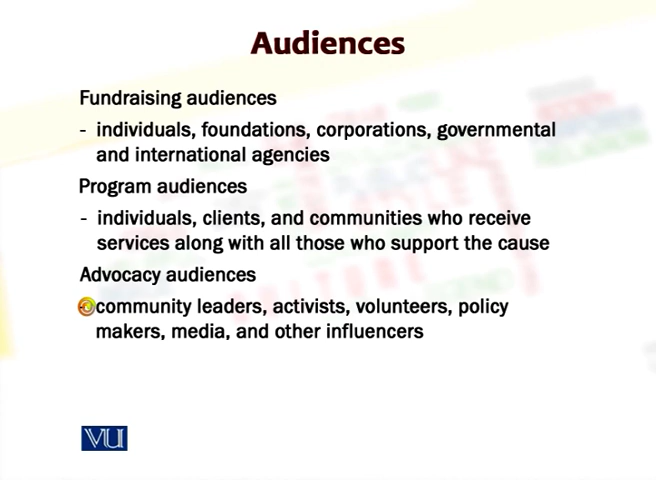 Audiences
Fundraising audiences
- individuals, foundations, corporations, governmental
and international agencies
Program audiences
- individuals, clients, and communities who receive
services along with all those who support the cause
Advocacy audiences
community leaders, activists, volunteers, policy
makers, media, and other influencers
VU